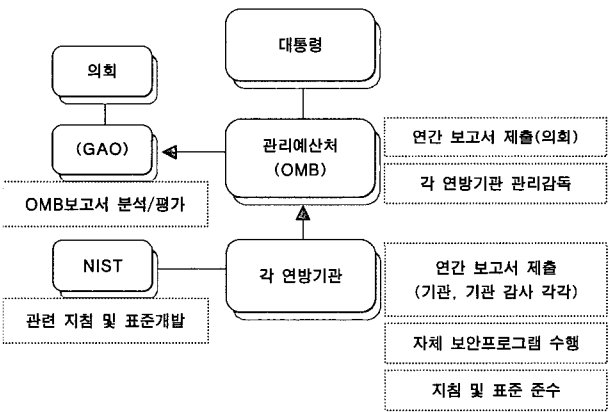 대통령
의회
(GAO)
관리예산처
(OMB)
연간 보고서 제출(의회)
각 연방기관 관리감독
OMB보고서 분석/평가
NIST
각 연방기관
연간 보고서 제출
(기관, 기관 감사 각각)
관련 지침 및 표준개발
자체 보안프로그램 수행
지침 및 표준 준수